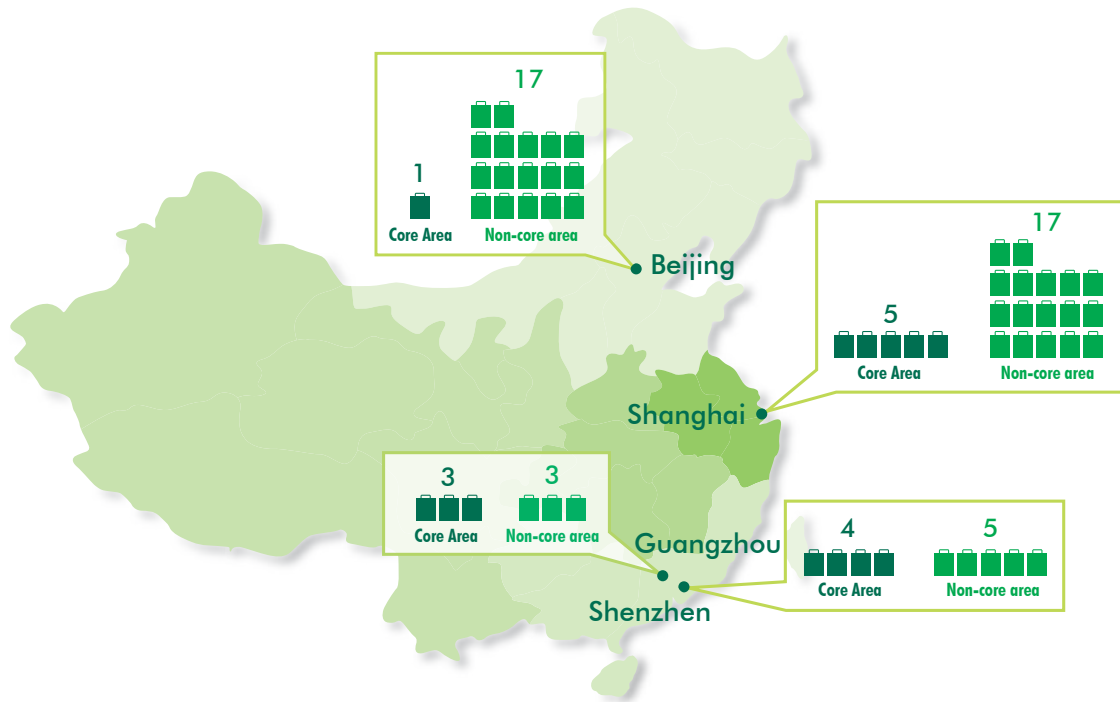 17
1
Core Area
Non-core area
Beijing
17
5
Core Area
Non-core area
Shanghai
3
3
Core Area
Non-core area
Guangzhou
4
5
Core Area
Non-core area
Shenzhen